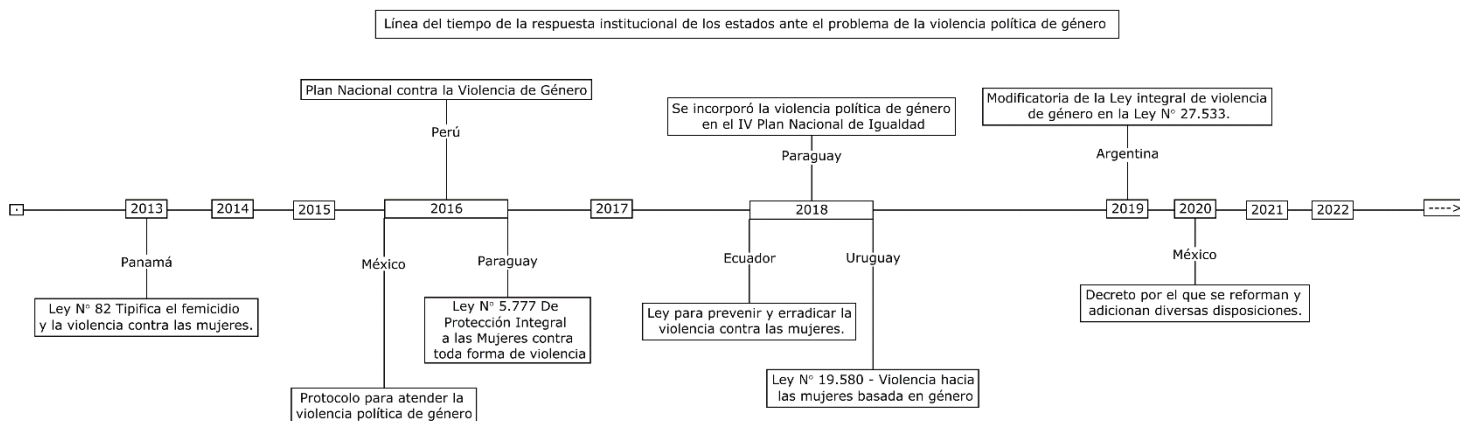 Línea del tiempo de la respuesta institucional de los estados ante el problema de la violencia política de género
Plan Nacional contra la Violencia de Género
Perú
Se incorporó la violencia política de género
en el IV Plan Nacional de Igualdad
Paraguay
Modificatoria de la Ley integral de violencia
de género en la Ley N° 27.533.
Argentina
2013
2014
2015
2016
2017
2018
2019
2020
2021
2022
---->
Panamá
Ley N° 82 Tipifica el femicidio
y la violencia contra las mujeres.
México
Protocolo para atender la
violencia política de género
Paraguay
Ley N° 5.777 De
Protección Integral
a las Mujeres contra
toda forma de violencia
Ecuador
Ley para prevenir y erradicar la
violencia contra las mujeres.
Uruguay
Ley N° 19.580 - Violencia hacia
las mujeres basada en género
México
Decreto por el que se reforman y
adicionan diversas disposiciones.